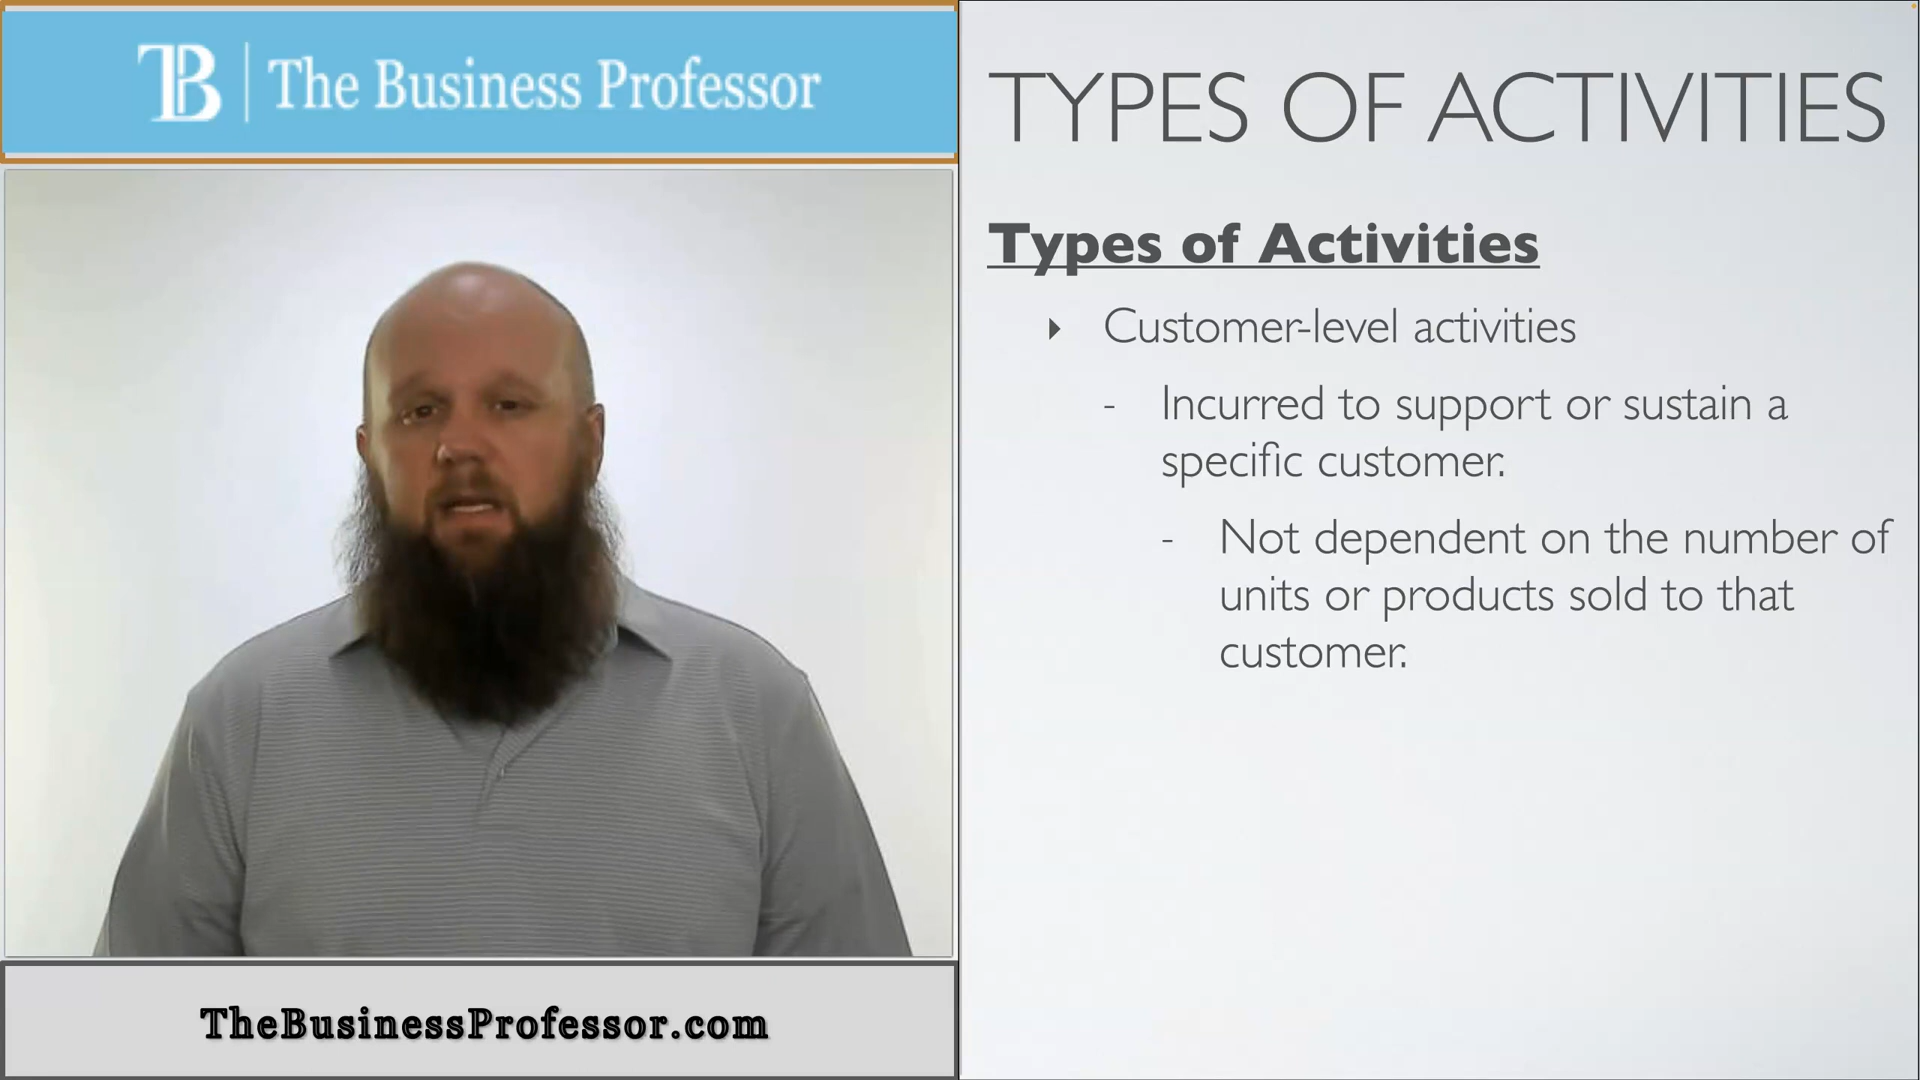 TB | The Business Professor
TYPES OF ACTIVITIES
Types of Activities
‣ Customer-level activities
- Incurred to support or sustain a
specific customer.
- Not dependent on the number of
units or products sold to that
customer.
TheBusinessProfessor.com